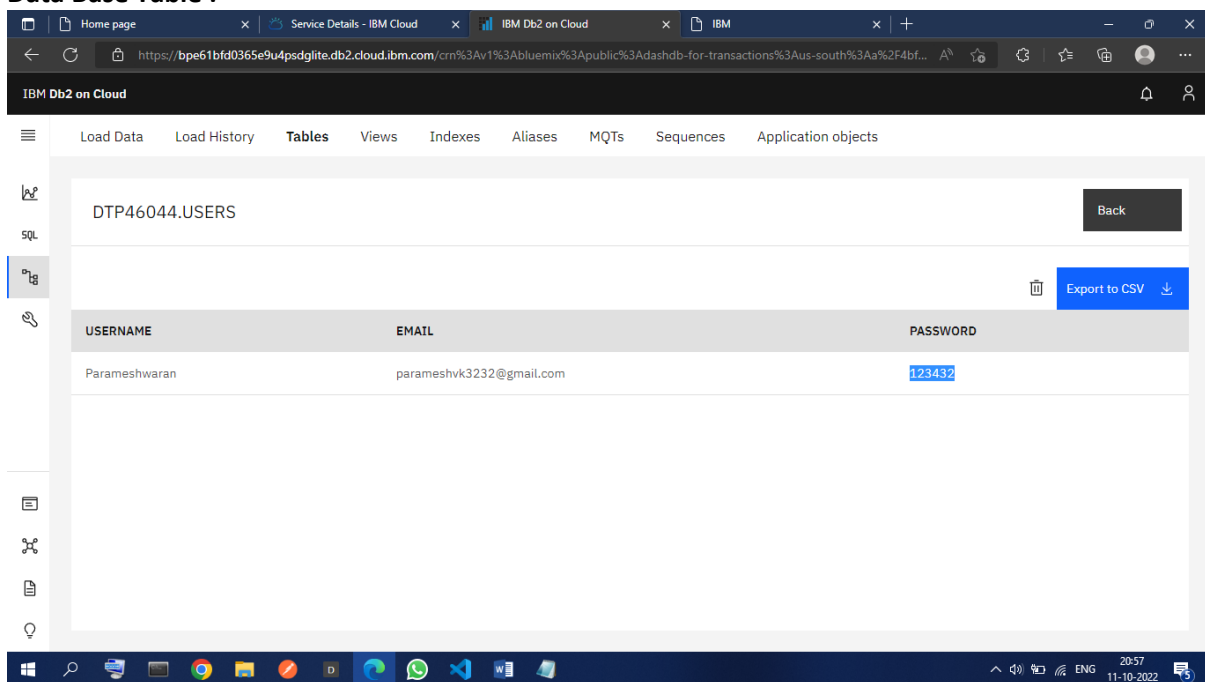 Data Base Table :
Home page
Service Details - IBM Cloud
IBM Db2 on Cloud
IBM
https://bpe61bfd0365e9u4psdglite.db2.cloud.ibm.com/crn%3Av1%3Abluemix%3Apublic%3Adashdb-for-transactions%3Aus-south%3Aa%2F4bf...
IBM Db2 on Cloud
Load Data Load History Tables Views Indexes Aliases MQTs Sequences Application objects
DTP46044.USERS
Back
SQL
Export to CSV
USERNAME EMAIL PASSWORD
Parameshwaran parameshvk3232@gmail.com 123432
D
ENG
20:57
11-10-2022
5